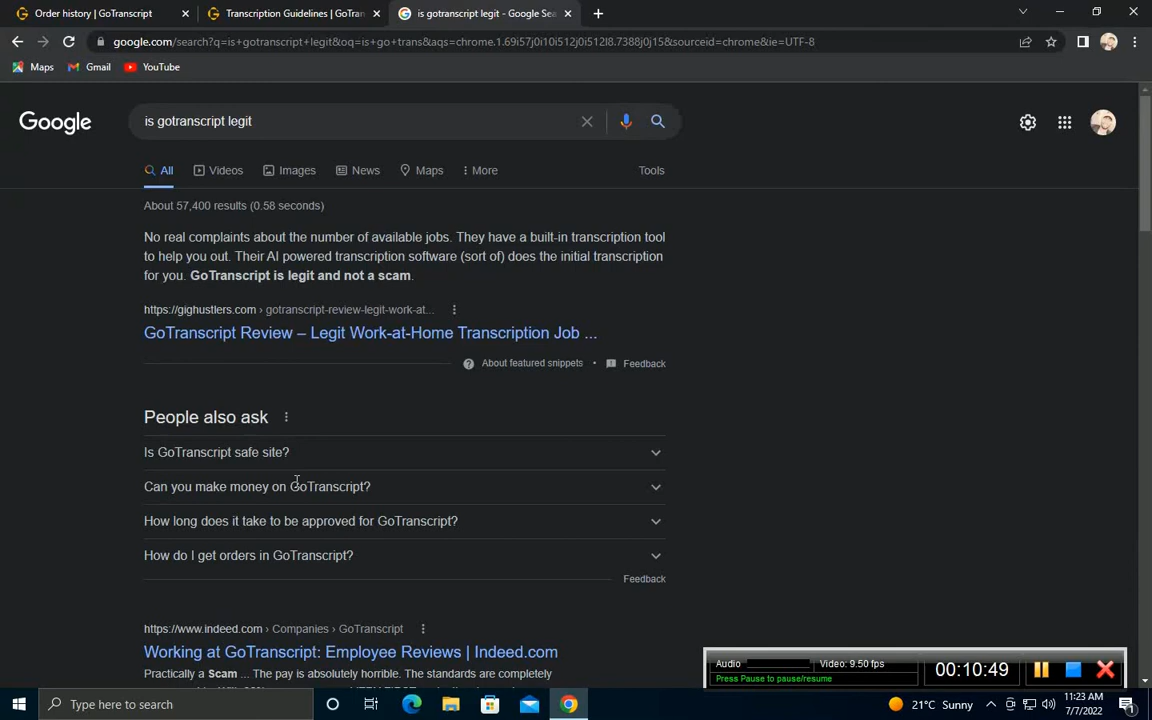 Order history | GoTranscript
Transcription Guidelines | GoTran
is gotranscript legit - Google Sea
google.com/search?q=is+gotranscript+legit&oq=is+go+trans&aqs=chrome.1.69i57j0i10i512j0i512l8.7388j0j15&sourceid=chrome&ie=UTF-8
Maps
Gmail
YouTube
Google
is gotranscript legit
All
Videos
Images
News
Maps
More
Tools
About 57,400 results (0.58 seconds)
No real complaints about the number of available jobs. They have a built-in transcription tool
to help you out. Their AI powered transcription software (sort of) does the initial transcription
for you. GoTranscript is legit and not a scam.
https://gighustlers.com › gotranscript-review-legit-work-at...
GoTranscript Review – Legit Work-at-Home Transcription Job ...
About featured snippets • Feedback
People also ask
Is GoTranscript safe site?
Can you make money on GoTranscript?
How long does it take to be approved for GoTranscript?
How do I get orders in GoTranscript?
Feedback
https://www.indeed.com › Companies › GoTranscript
Working at GoTranscript: Employee Reviews | Indeed.com
Practically a Scam ... The pay is absolutely horrible. The standards are completely
Audio
Video: 9.50 fps
Press Pause to pause/resume
00:10:49
Type here to search
21°C Sunny
11:23 AM
7/7/2022
1